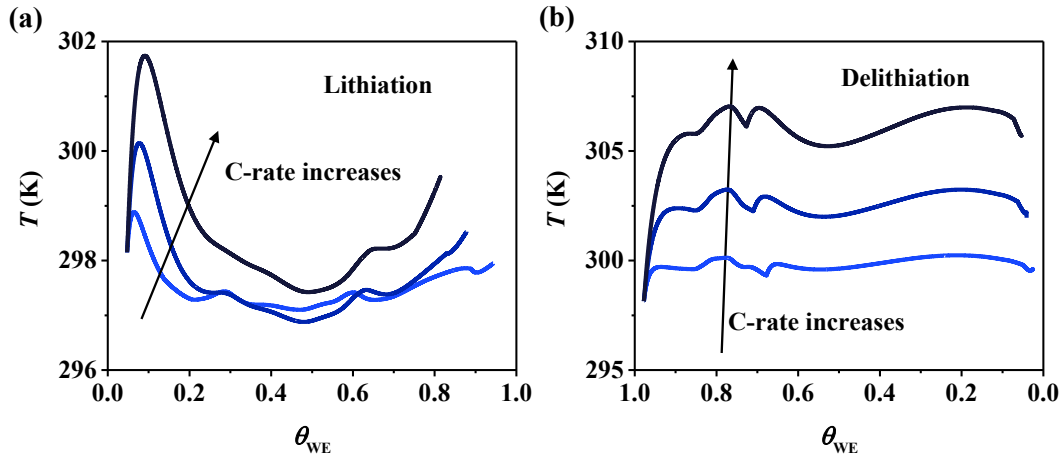 (a)
302
300
298
296
T (K)
Lithiation
C-rate increases
0.0 0.2 0.4 0.6 0.8 1.0
θWE
(b)
310
305
300
295
T (K)
Delithiation
C-rate increases
1.0 0.8 0.6 0.4 0.2 0.0
θWE